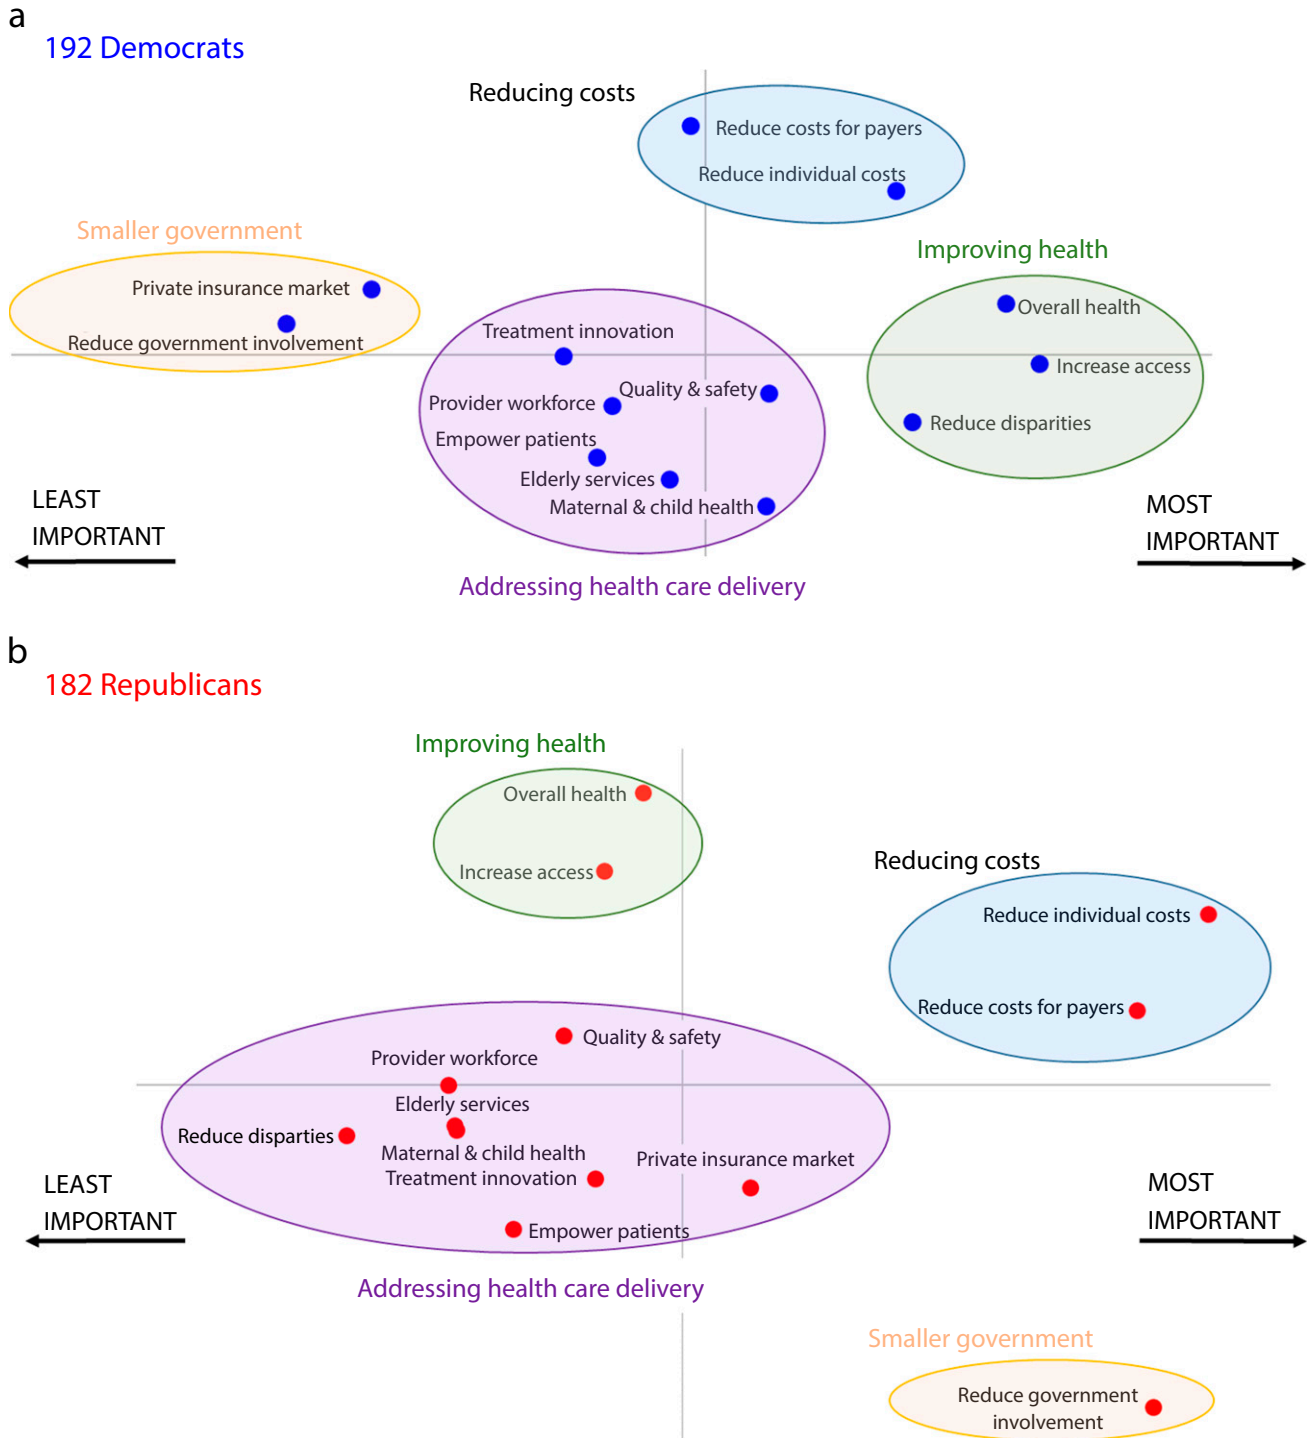 a
192 Democrats
Reducing costs
Reduce costs for payers
Reduce individual costs
Smaller government
Improving health
Private insurance market
Overall health
Treatment innovation
Reduce government involvement
Increase access
Quality & safety
Provider workforce
Reduce disparities
Empower patients
Elderly services
LEAST
IMPORTANT
Maternal & child health
MOST
IMPORTANT
Addressing health care delivery
b
182 Republicans
Improving health
Overall health
Reducing costs
Increase access
Reduce individual costs
Reduce costs for payers
Quality & safety
Provider workforce
Elderly services
Reduce disparties
Maternal & child health
Private insurance market
Treatment innovation
LEAST
IMPORTANT
MOST
IMPORTANT
Empower patients
Addressing health care delivery
Smaller government
Reduce government
involvement